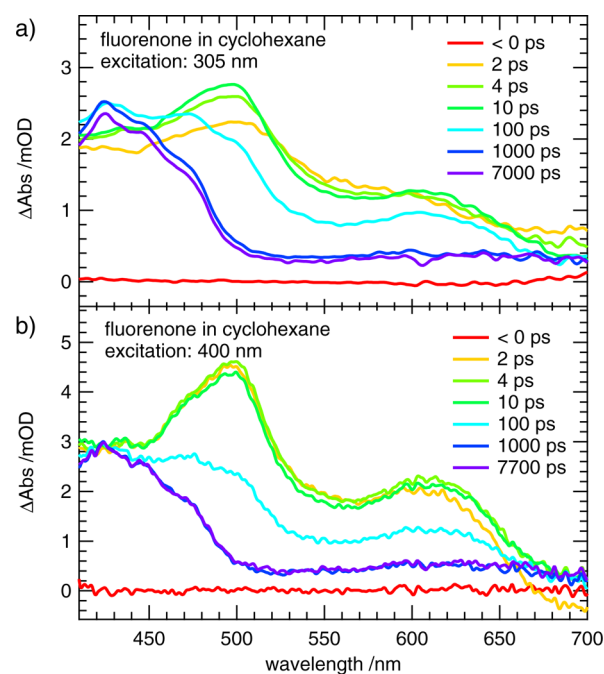 a)
fluorenone in cyclohexane
excitation: 305 nm
< 0 ps
2 ps
4 ps
10 ps
100 ps
1000 ps
7000 ps
3
2
1
0
ΔAbs /mOD
b)
fluorenone in cyclohexane
excitation: 400 nm
< 0 ps
2 ps
4 ps
10 ps
100 ps
1000 ps
7700 ps
5
4
3
2
1
0
ΔAbs /mOD
450 500 550 600 650 700
wavelength /nm